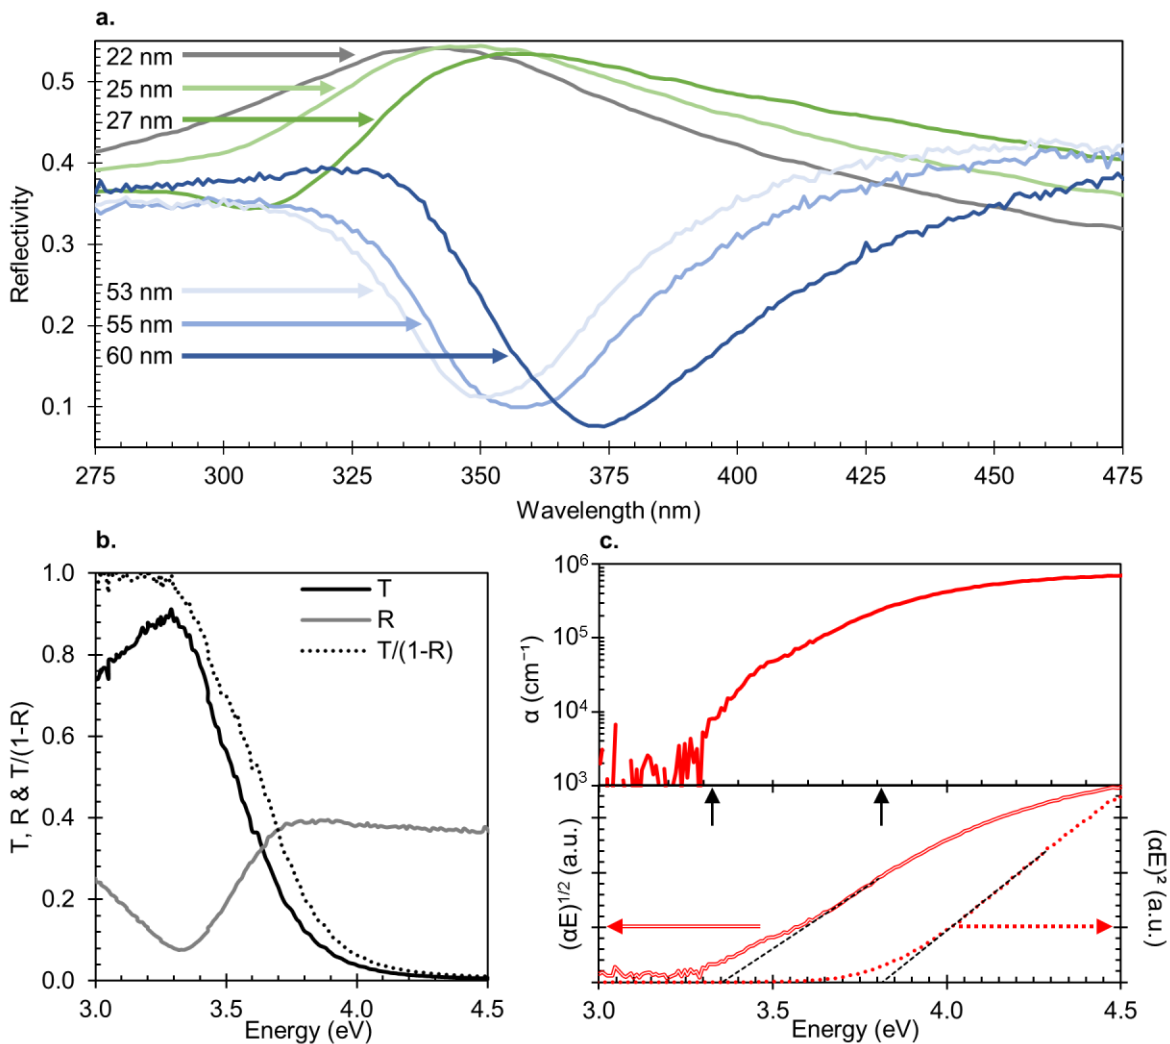 a.
0.5
0.4
0.3
0.2
0.1
Reflectivity
22 nm
25 nm
27 nm
53 nm
55 nm
60 nm
275 300 325 350 375 400 425 450 475
Wavelength (nm)
b.
1.0
0.8
0.6
0.4
0.2
0.0
T, R & T/(1-R)
T
R
T/(1-R)
3.0 3.5 4.0 4.5
Energy (eV)
c.
10⁶
10⁵
10⁴
10³
α (cm⁻¹)
(αE)¹ᐟ² (a.u.)
(αE)² (a.u.)
3.0 3.5 4.0 4.5
Energy (eV)